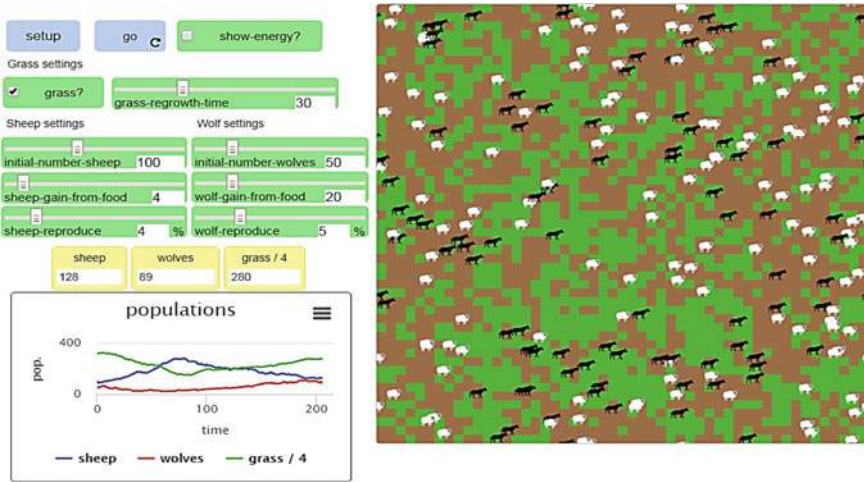 setup go show-energy?
Grass settings
grass? grass-regrowth-time 30
Sheep settings Wolf settings
initial-number-sheep 100 initial-number-wolves 50
sheep-gain-from-food 4 wolf-gain-from-food 20
sheep-reproduce 4 % wolf-reproduce 5 %
sheep wolves grass / 4
128 89 280
populations
400
pop.
0
0 100 200
time
sheep wolves grass / 4